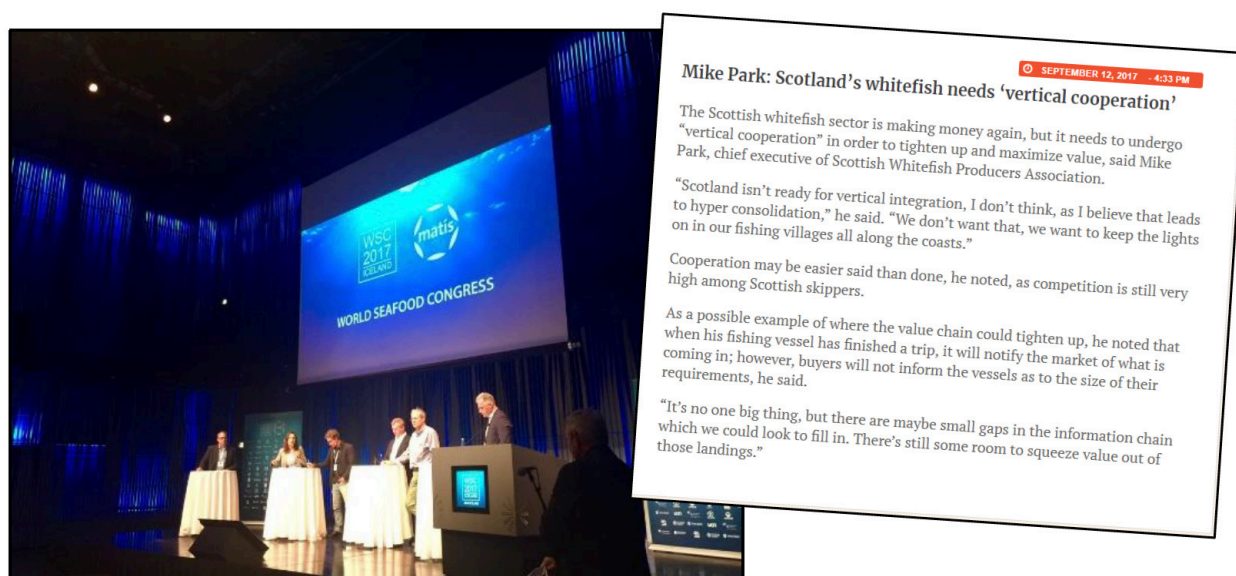 WSC
2017
ICELAND
matís
WORLD SEAFOOD CONGRESS
WSC
2017
SEPTEMBER 12, 2017 - 4:33 PM
Mike Park: Scotland’s whitefish needs ‘vertical cooperation’
The Scottish whitefish sector is making money again, but it needs to undergo
“vertical cooperation” in order to tighten up and maximize value, said Mike
Park, chief executive of Scottish Whitefish Producers Association.
“Scotland isn’t ready for vertical integration, I don’t think, as I believe that leads
to hyper consolidation,” he said. “We don’t want that, we want to keep the lights
on in our fishing villages all along the coasts.”
Cooperation may be easier said than done, he noted, as competition is still very
high among Scottish skippers.
As a possible example of where the value chain could tighten up, he noted that
when his fishing vessel has finished a trip, it will notify the market of what is
coming in; however, buyers will not inform the vessels as to the size of their
requirements, he said.
“It’s no one big thing, but there are maybe small gaps in the information chain
which we could look to fill in. There’s still some room to squeeze value out of
those landings.”